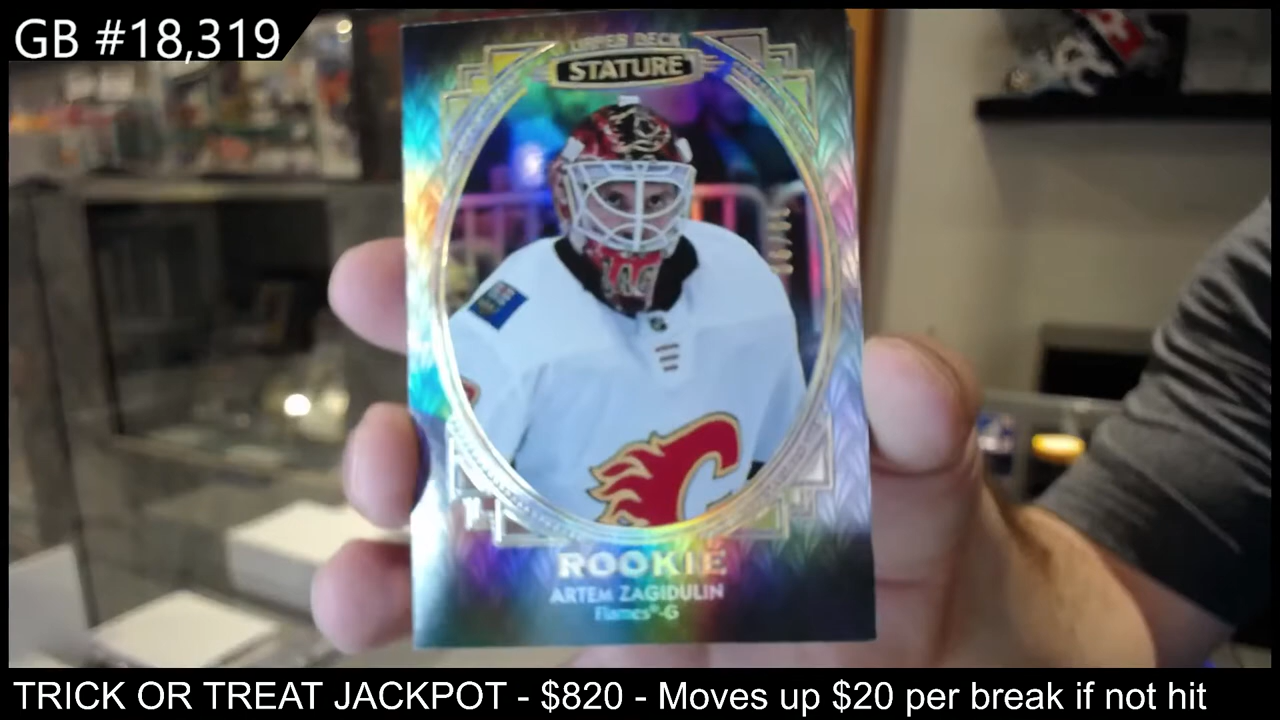 GB #18,319
UPPER DECK
STATURE
ROOKIE
ARTEM ZAGIDULIN
Flames®-G
TRICK OR TREAT JACKPOT - $820 - Moves up $20 per break if not hit